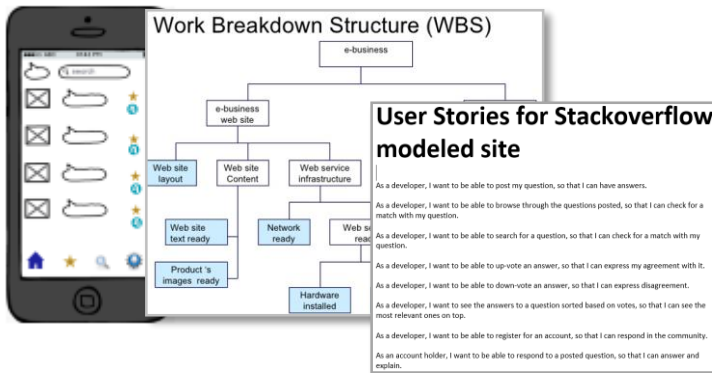 search
Work Breakdown Structure (WBS)
e-business
e-business
web site
Web site
layout
Web site
Content
Web service
infrastructure
Web site
text ready
Network
ready
Product 's
images ready
Hardware
installed
User Stories for Stackoverflow
modeled site
As a developer, I want to be able to post my question, so that I can have answers.
As a developer, I want to be able to browse through the questions posted, so that I can check for a
match with my question.
As a developer, I want to be able to search for a question, so that I can check for a match with my
question.
As a developer, I want to be able to up-vote an answer, so that I can express my agreement with it.
As a developer, I want to be able to down-vote an answer, so that I can express disagreement.
As a developer, I want to see the answers to a question sorted based on votes, so that I can see the
most relevant ones on top.
As a developer, I want to be able to register for an account, so that I can respond in the community.
As an account holder, I want to be able to respond to a posted question, so that I can answer and
explain.